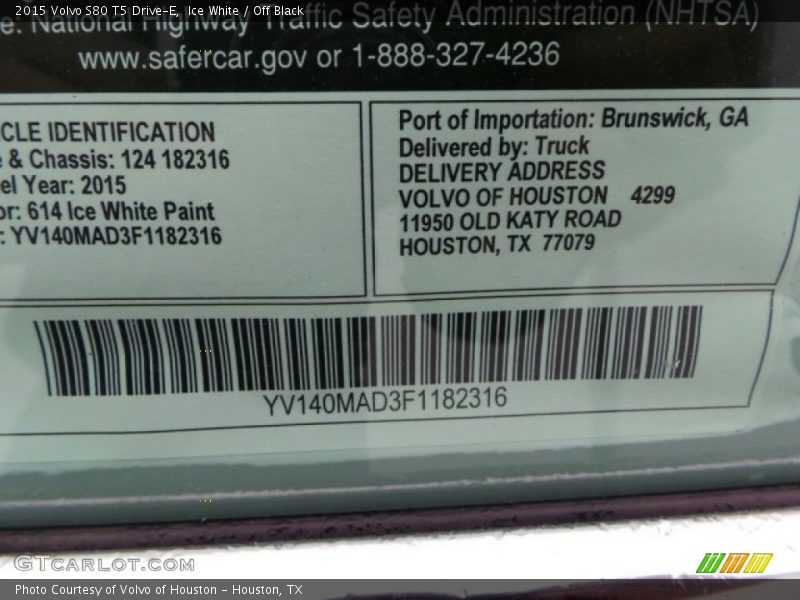 2015 Volvo S80 T5 Drive-E, Ice White / Off Black
e: National Highway Traffic Safety Administration (NHTSA)
www.safercar.gov or 1-888-327-4236
CLE IDENTIFICATION
e & Chassis: 124 182316
el Year: 2015
or: 614 Ice White Paint
: YV140MAD3F1182316
Port of Importation: Brunswick, GA
Delivered by: Truck
DELIVERY ADDRESS
VOLVO OF HOUSTON 4299
11950 OLD KATY ROAD
HOUSTON, TX 77079
YV140MAD3F1182316
GTCARLOT.COM
Photo Courtesy of Volvo of Houston - Houston, TX